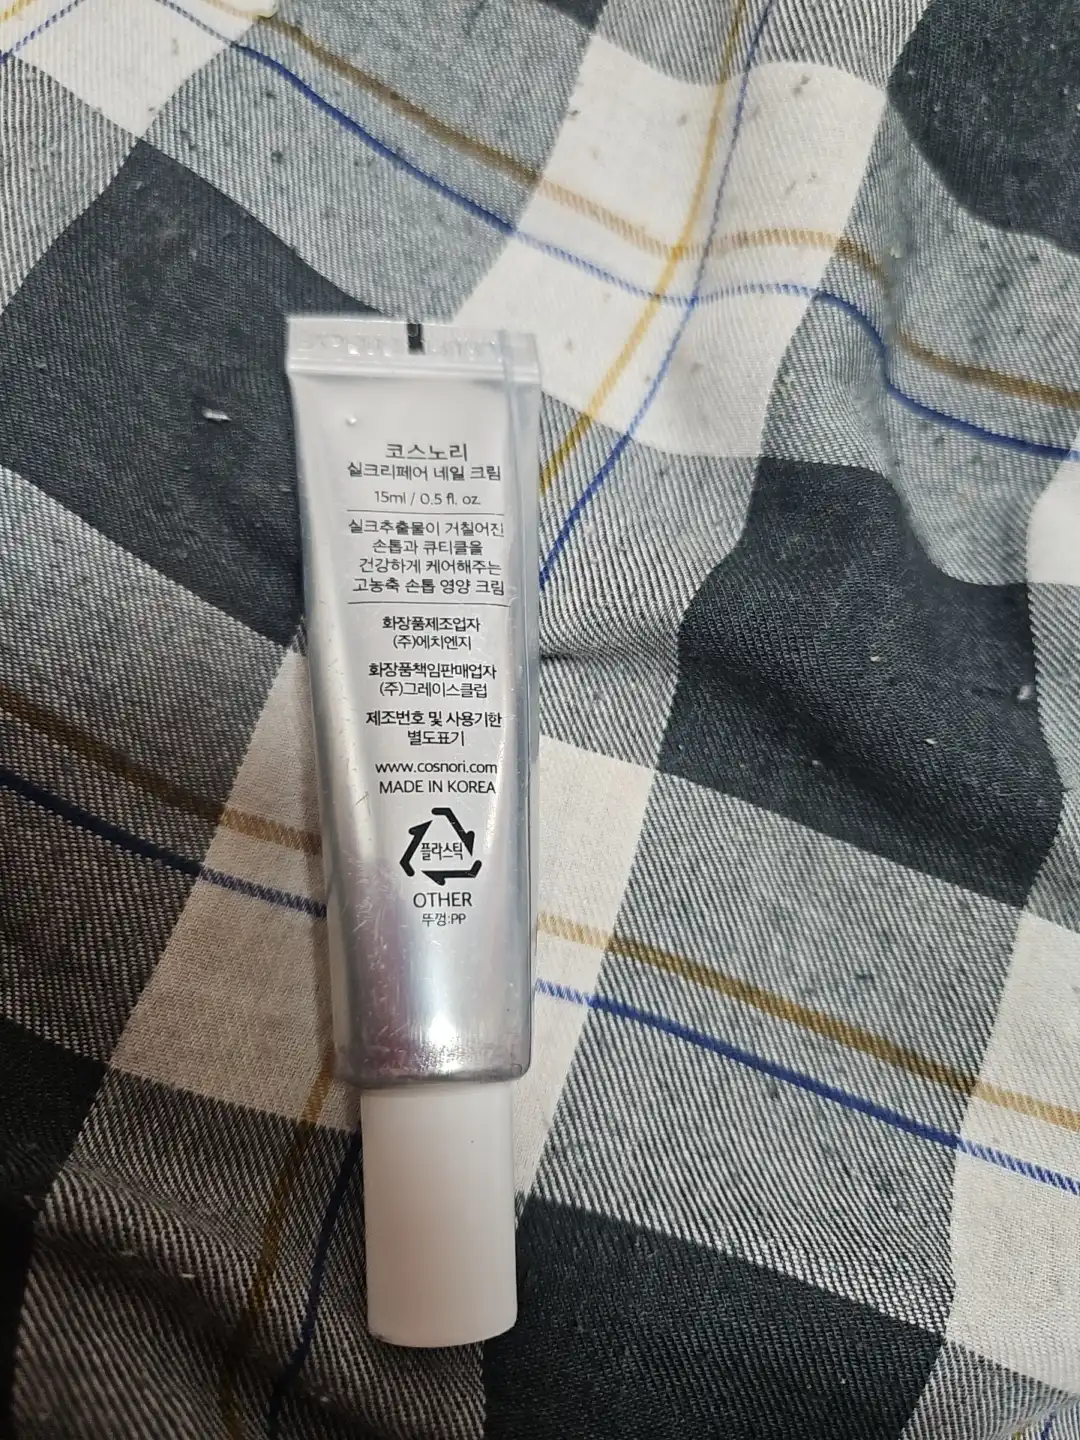 코스노리
실크리페어 네일 크림
15ml / 0.5 fl. oz.
실크추출물이 거칠어진
손톱과 큐티클을
건강하게 케어해주는
고농축 손톱 영양 크림
화장품제조업자
(주)에치엔지
화장품책임판매업자
(주)그레이스클럽
제조번호 및 사용기한
별도표기
www.cosnori.com
MADE IN KOREA
플라스틱
OTHER
뚜껑:PP